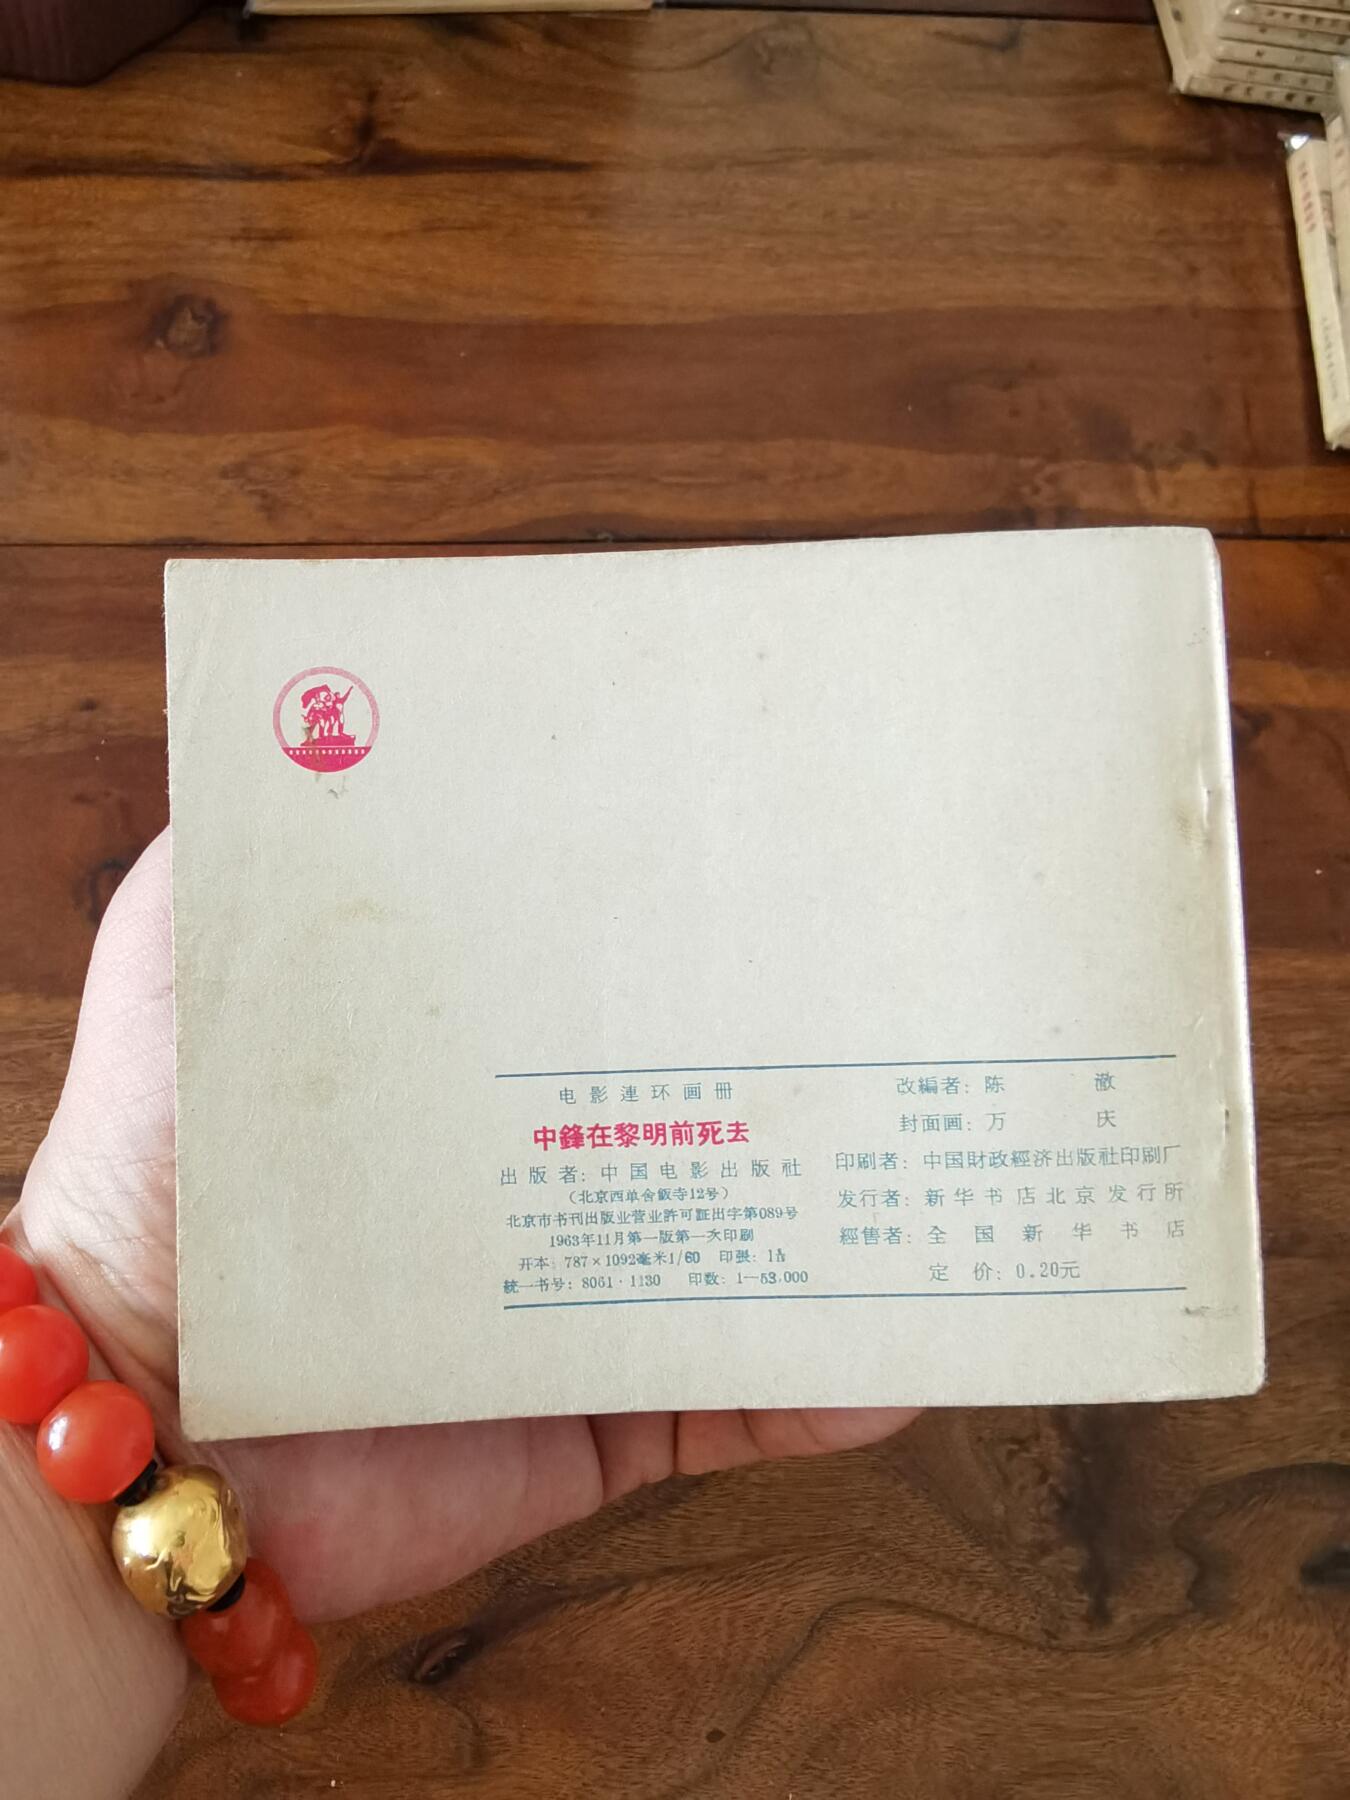 电影連环画册
中鋒在黎明前死去
出版者：中国电影出版社
（北京西单舍飯寺12号）
北京市书刊出版业营业許可証出字第089号
1963年11月第一版第一次印刷
开本：787×1092毫米1/60 印張：1
統一书号：8061·1130 印数：1—53,000
改編者：陈澈
封面画：万庆
印刷者：中国財政經济出版社印刷厂
发行者：新华书店北京发行所
經售者：全国新华书店
定价：0.20元